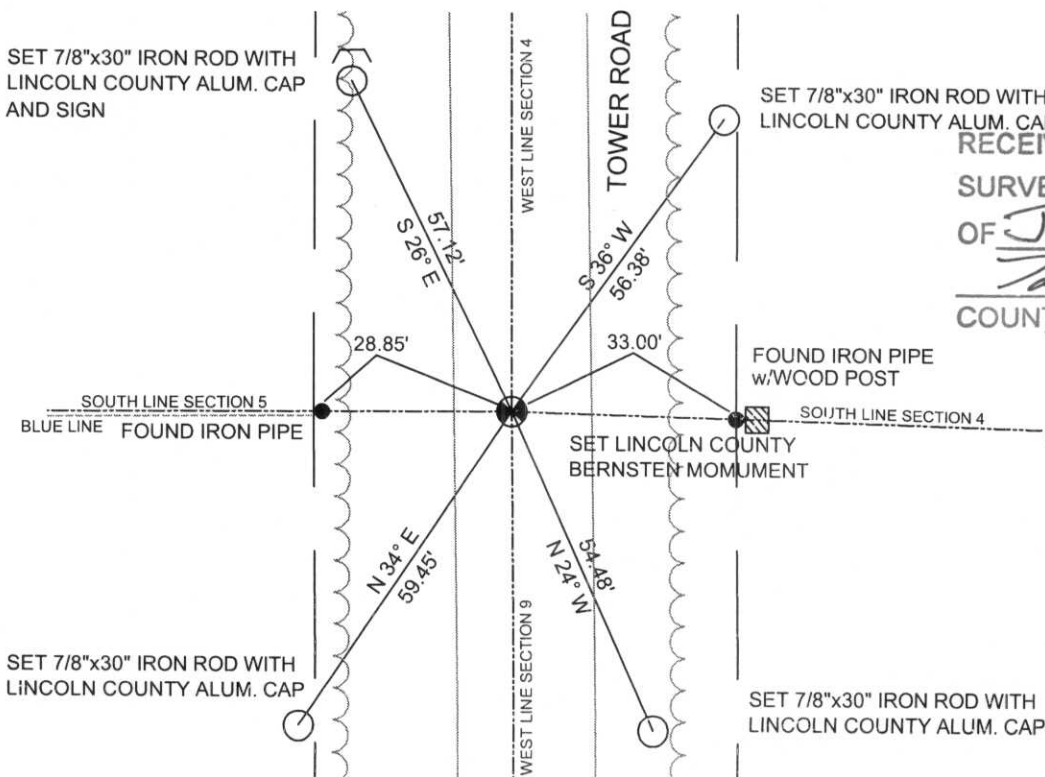 SET 7/8"x30" IRON ROD WITH
LINCOLN COUNTY ALUM. CAP
AND SIGN
WEST LINE SECTION 4
TOWER ROAD
SET 7/8"x30" IRON ROD WITH
LINCOLN COUNTY ALUM. CA
RECEI
SURVE
OF
COUNT
57.12'
S 26° E
S 36° W
56.38'
28.85'
33.00'
FOUND IRON PIPE
w/WOOD POST
SOUTH LINE SECTION 5
BLUE LINE
FOUND IRON PIPE
SOUTH LINE SECTION 4
SET LINCOLN COUNTY
BERNSTEN MOMUMENT
N 34° E
59.45'
54.48'
N 24° W
WEST LINE SECTION 9
SET 7/8"x30" IRON ROD WITH
LINCOLN COUNTY ALUM. CAP
SET 7/8"x30" IRON ROD WITH
LINCOLN COUNTY ALUM. CAP